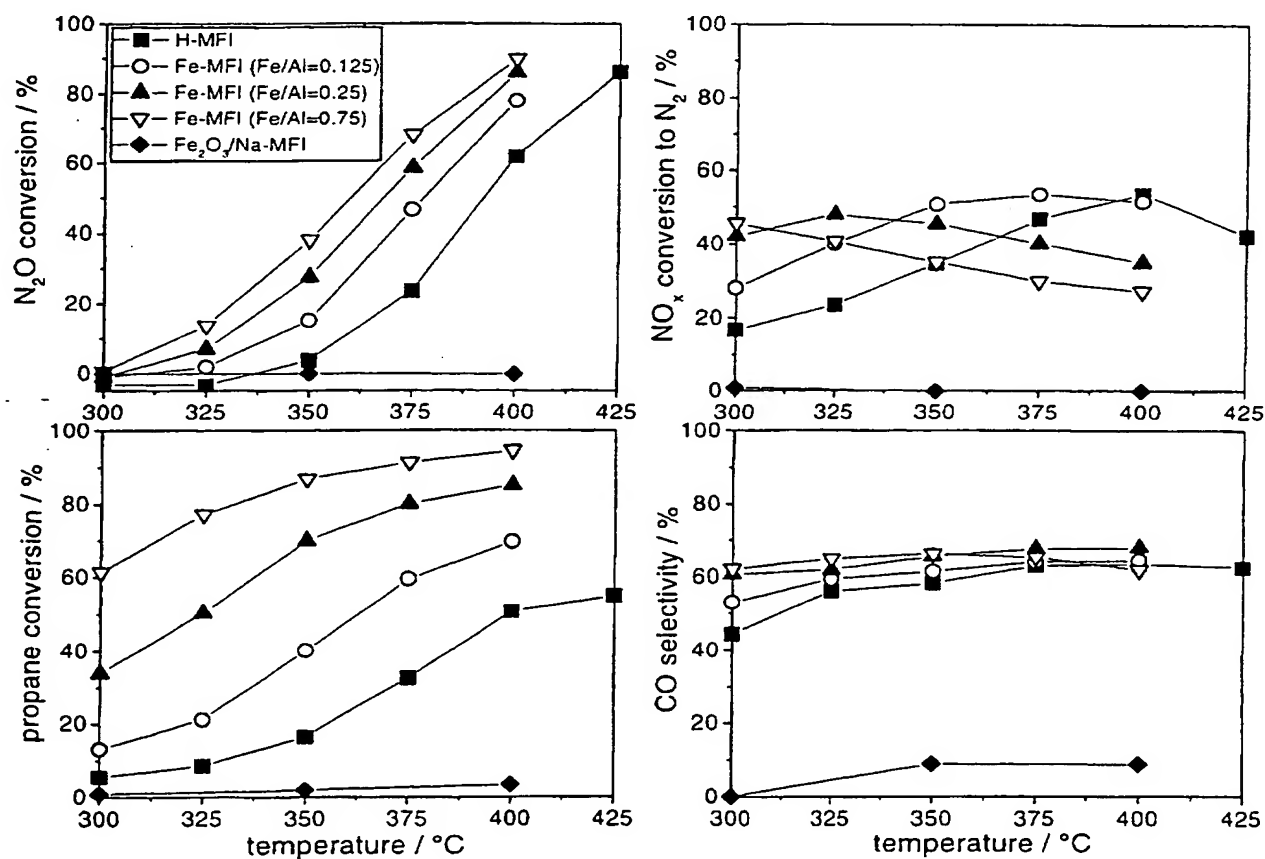 N₂O conversion / %
100
80
60
40
20
0
H-MFI
Fe-MFI (Fe/Al=0.125)
Fe-MFI (Fe/Al=0.25)
Fe-MFI (Fe/Al=0.75)
Fe₂O₃/Na-MFI
300 325 350 375 400 425
NOₓ conversion to N₂ / %
100
80
60
40
20
0
300 325 350 375 400 425
propane conversion / %
100
80
60
40
20
0
300 325 350 375 400 425
temperature / °C
CO selectivity / %
100
80
60
40
20
0
300 325 350 375 400 425
temperature / °C